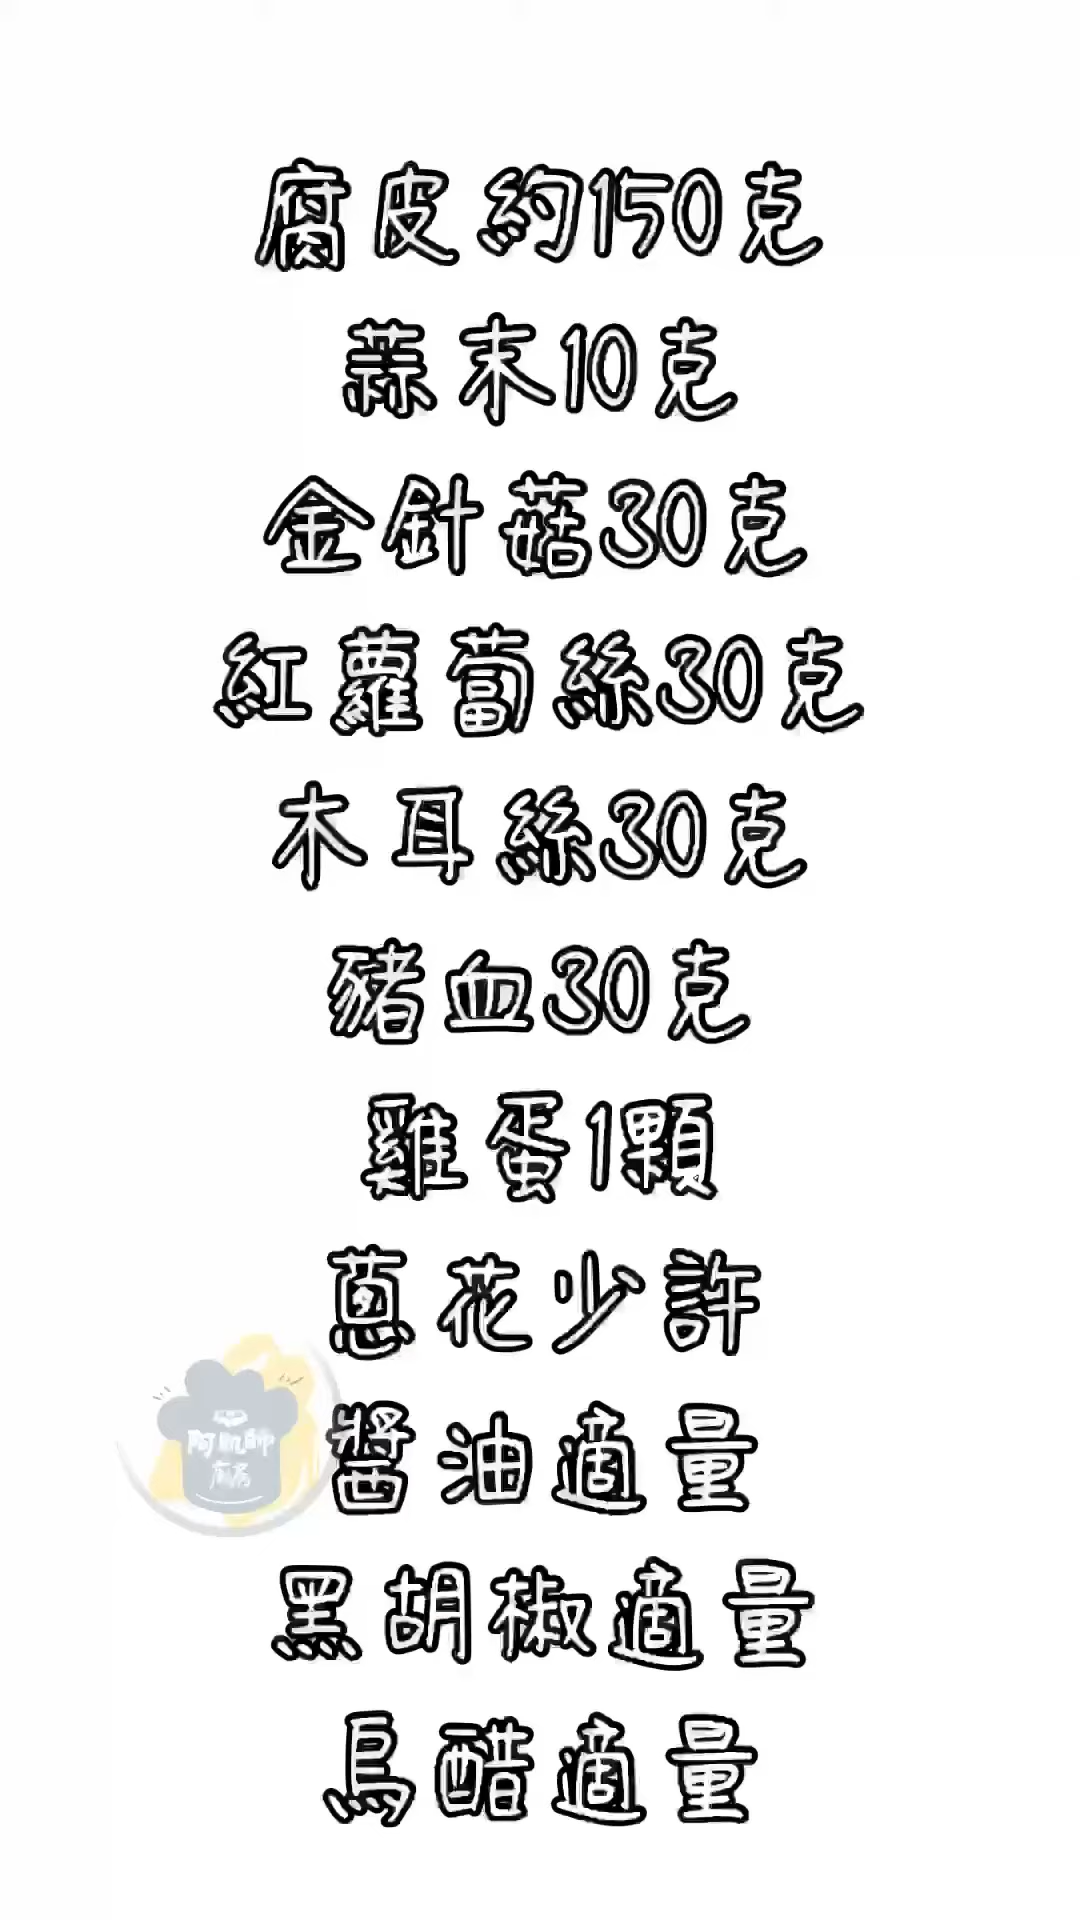 腐皮約150克
蒜末10克
金針菇30克
紅蘿蔔絲30克
木耳絲30克
豬血30克
雞蛋1顆
蔥花少許
醬油適量
黑胡椒適量
烏醋適量